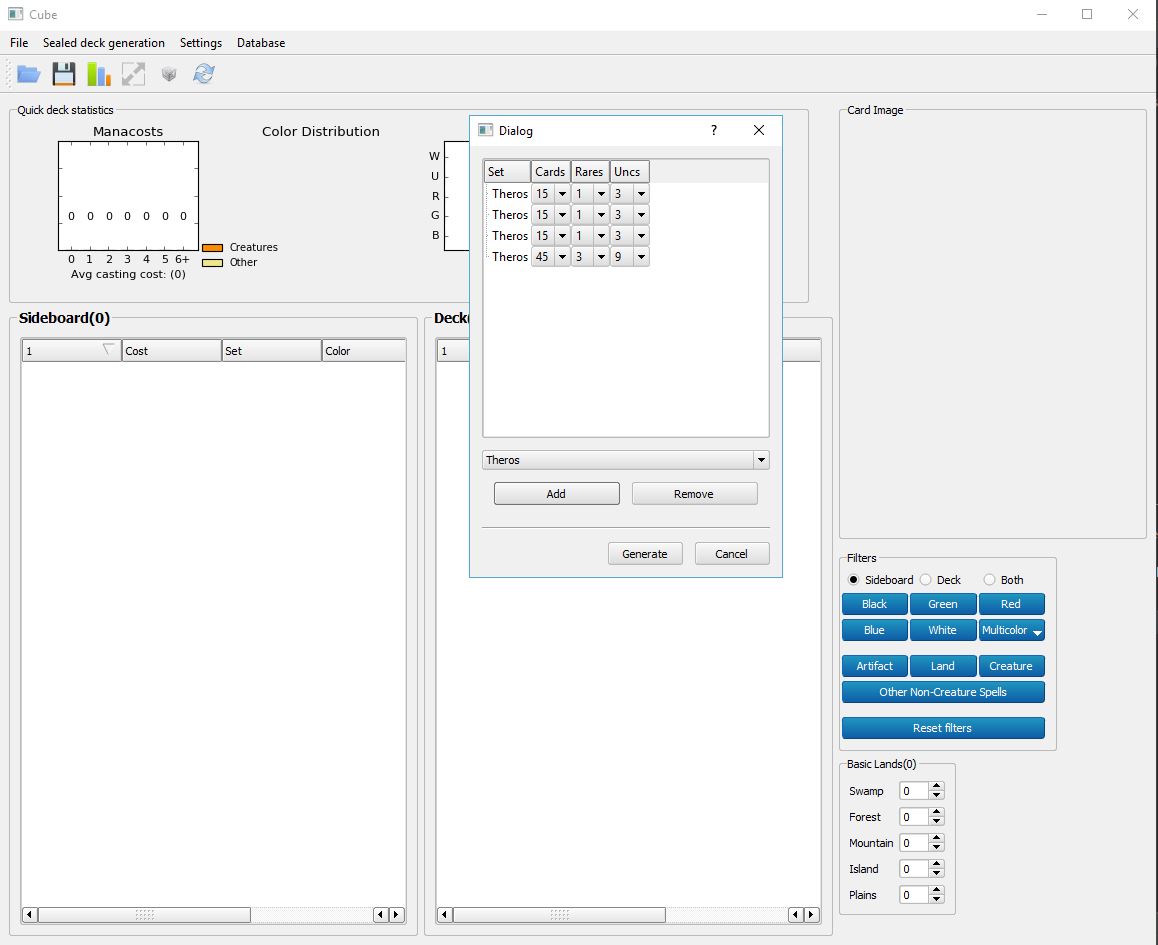 Cube
File Sealed deck generation Settings Database
Quick deck statistics
Manacosts
Color Distribution
0 0 0 0 0 0 0
0 1 2 3 4 5 6+
Avg casting cost: (0)
Creatures
Other
W
U
R
G
B
Dialog ?
Set Cards Rares Uncs
Theros 15 1 3
Theros 15 1 3
Theros 15 1 3
Theros 45 3 9
Theros
Add Remove
Generate Cancel
Card Image
Sideboard(0)
1 Cost Set Color
Deck(
1
Filters
Sideboard Deck Both
Black Green Red
Blue White Multicolor
Artifact Land Creature
Other Non-Creature Spells
Reset filters
Basic Lands(0)
Swamp 0
Forest 0
Mountain 0
Island 0
Plains 0